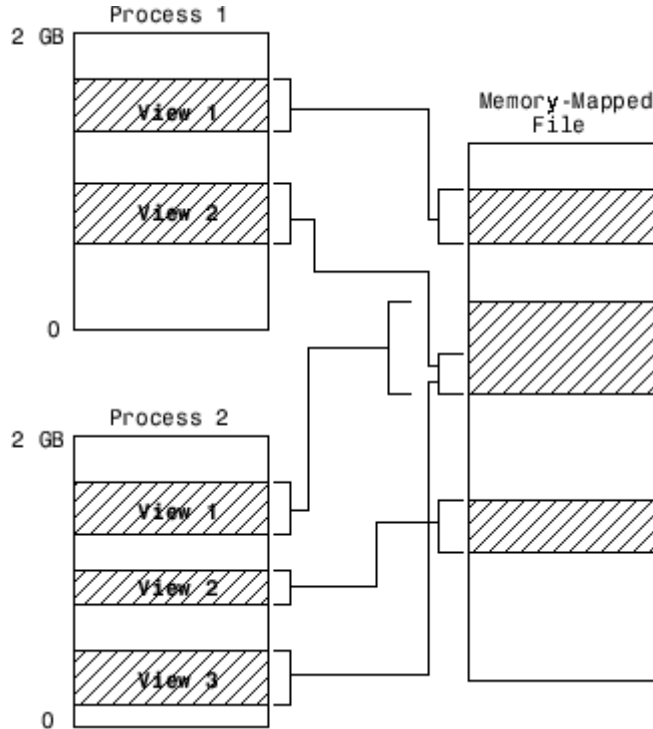 Process 1
2 GB
View 1
View 2
0
Memory-Mapped
File
Process 2
2 GB
View 1
View 2
View 3
0